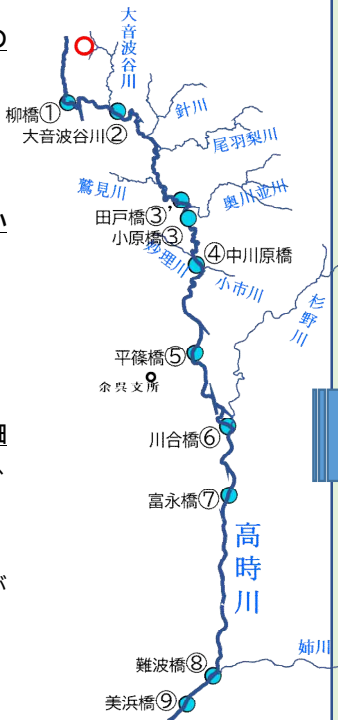 の
大音波谷川
柳橋①
大音波谷川②
針川
尾羽梨川
鷲見川
奥川並川
田戸橋③’
小原橋③
い
妙理川
④中川原橋
小市川
杉野川
平篠橋⑤
余呉支所
川合橋⑥
、
富永橋⑦
高時川
が
姉川
難波橋⑧
美浜橋⑨